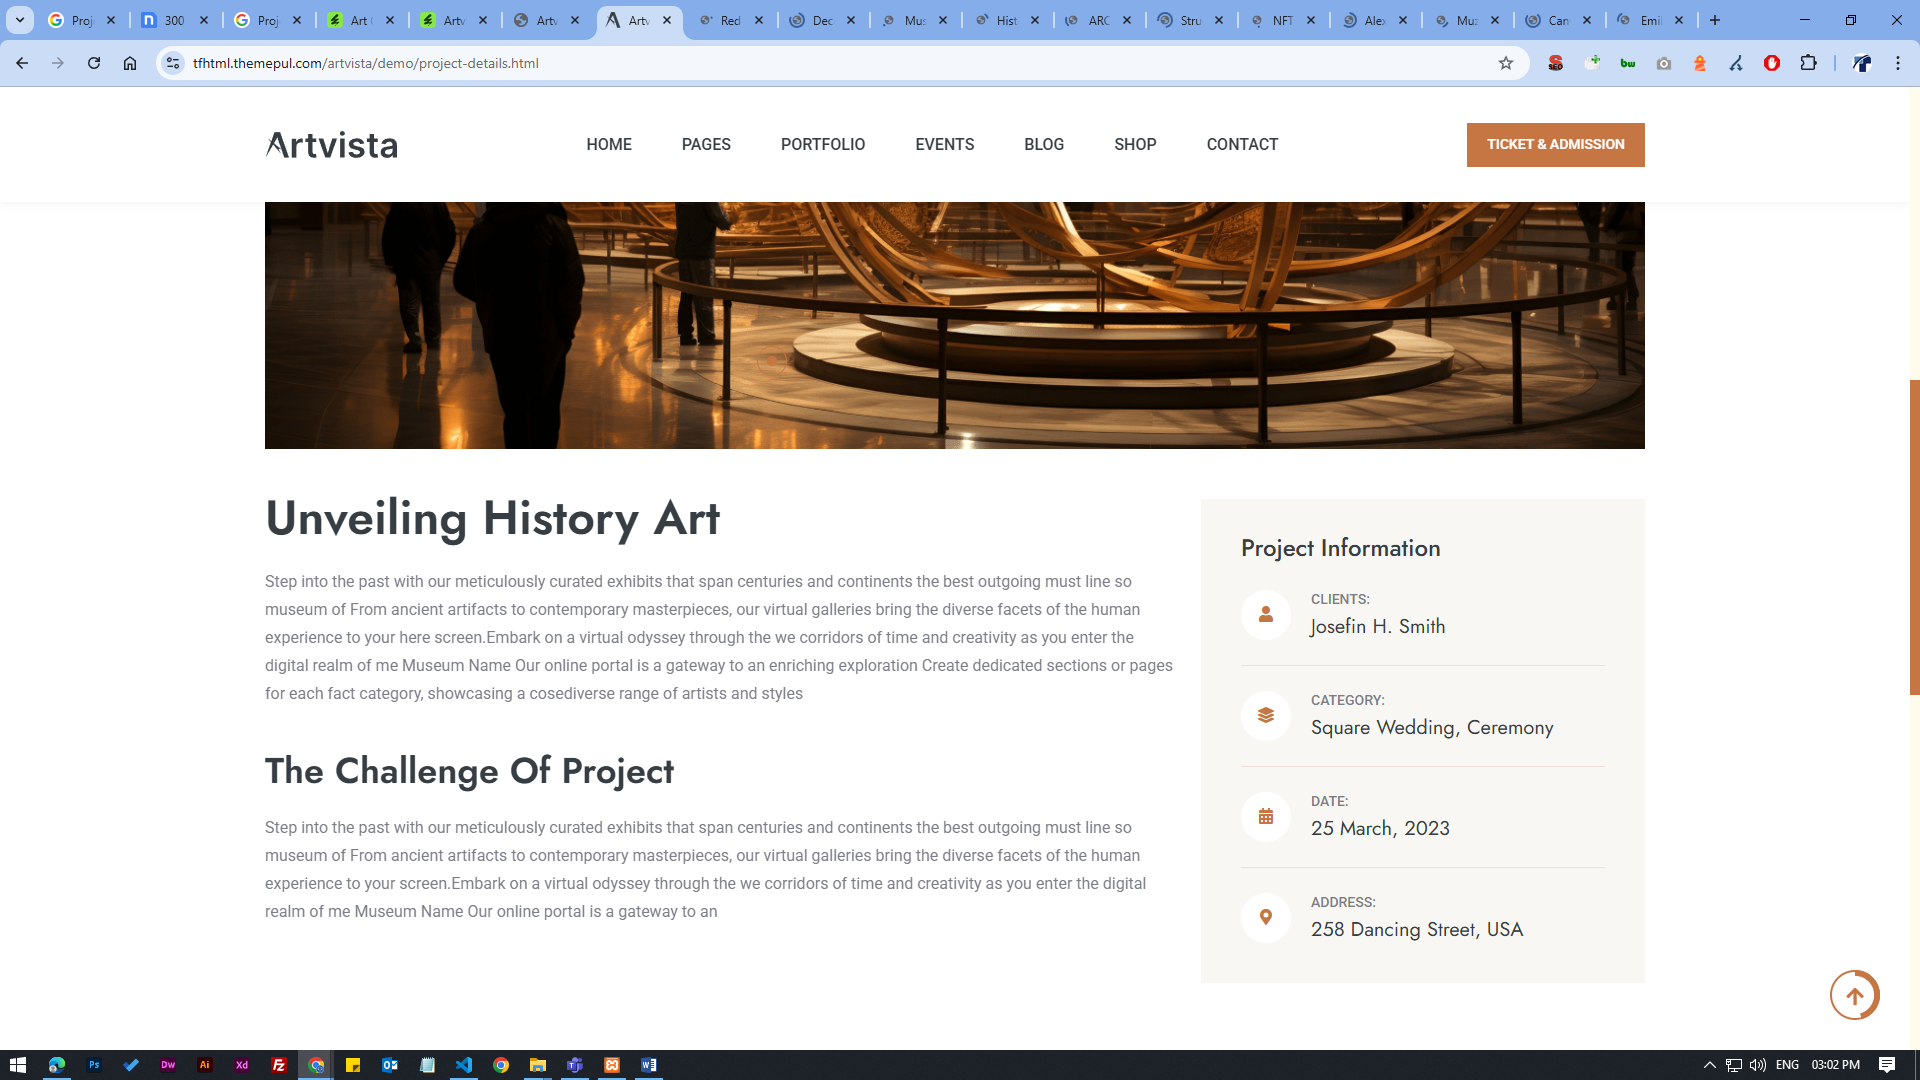 Proj
300
Proj
Art (
Artv
Artv
Artv
Red
Dec
Mus
Hist
ARC
Stru
NFT
Alex
Muz
Can
Emil
tfhtml.themepul.com/artvista/demo/project-details.html
Artvista
HOME
PAGES
PORTFOLIO
EVENTS
BLOG
SHOP
CONTACT
TICKET & ADMISSION
Unveiling History Art
Step into the past with our meticulously curated exhibits that span centuries and continents the best outgoing must line so
museum of From ancient artifacts to contemporary masterpieces, our virtual galleries bring the diverse facets of the human
experience to your here screen.Embark on a virtual odyssey through the we corridors of time and creativity as you enter the
digital realm of me Museum Name Our online portal is a gateway to an enriching exploration Create dedicated sections or pages
for each fact category, showcasing a cosediverse range of artists and styles
The Challenge Of Project
Step into the past with our meticulously curated exhibits that span centuries and continents the best outgoing must line so
museum of From ancient artifacts to contemporary masterpieces, our virtual galleries bring the diverse facets of the human
experience to your screen.Embark on a virtual odyssey through the we corridors of time and creativity as you enter the digital
realm of me Museum Name Our online portal is a gateway to an
Project Information
CLIENTS:
Josefin H. Smith
CATEGORY:
Square Wedding, Ceremony
DATE:
25 March, 2023
ADDRESS:
258 Dancing Street, USA
ENG
03:02 PM